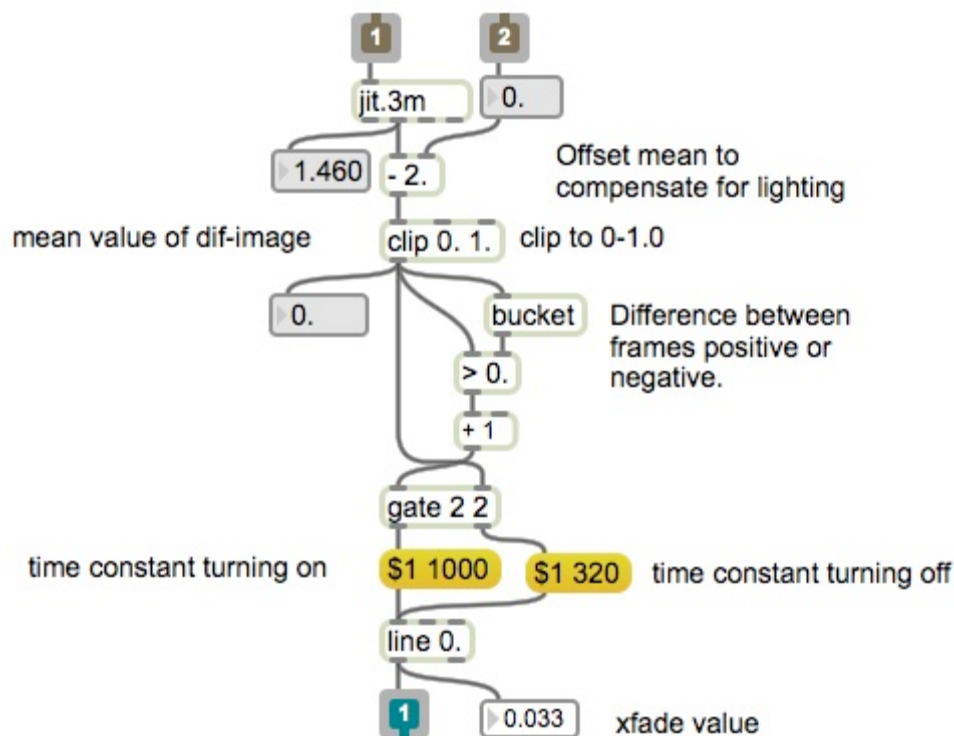 1
2
jit.3m
0.
1.460
- 2.
Offset mean to
compensate for lighting
mean value of dif-image
clip 0. 1.
clip to 0-1.0
0.
bucket
Difference between
frames positive or
negative.
> 0.
+ 1
gate 2 2
time constant turning on
$1 1000
$1 320
time constant turning off
line 0.
1
0.033
xfade value